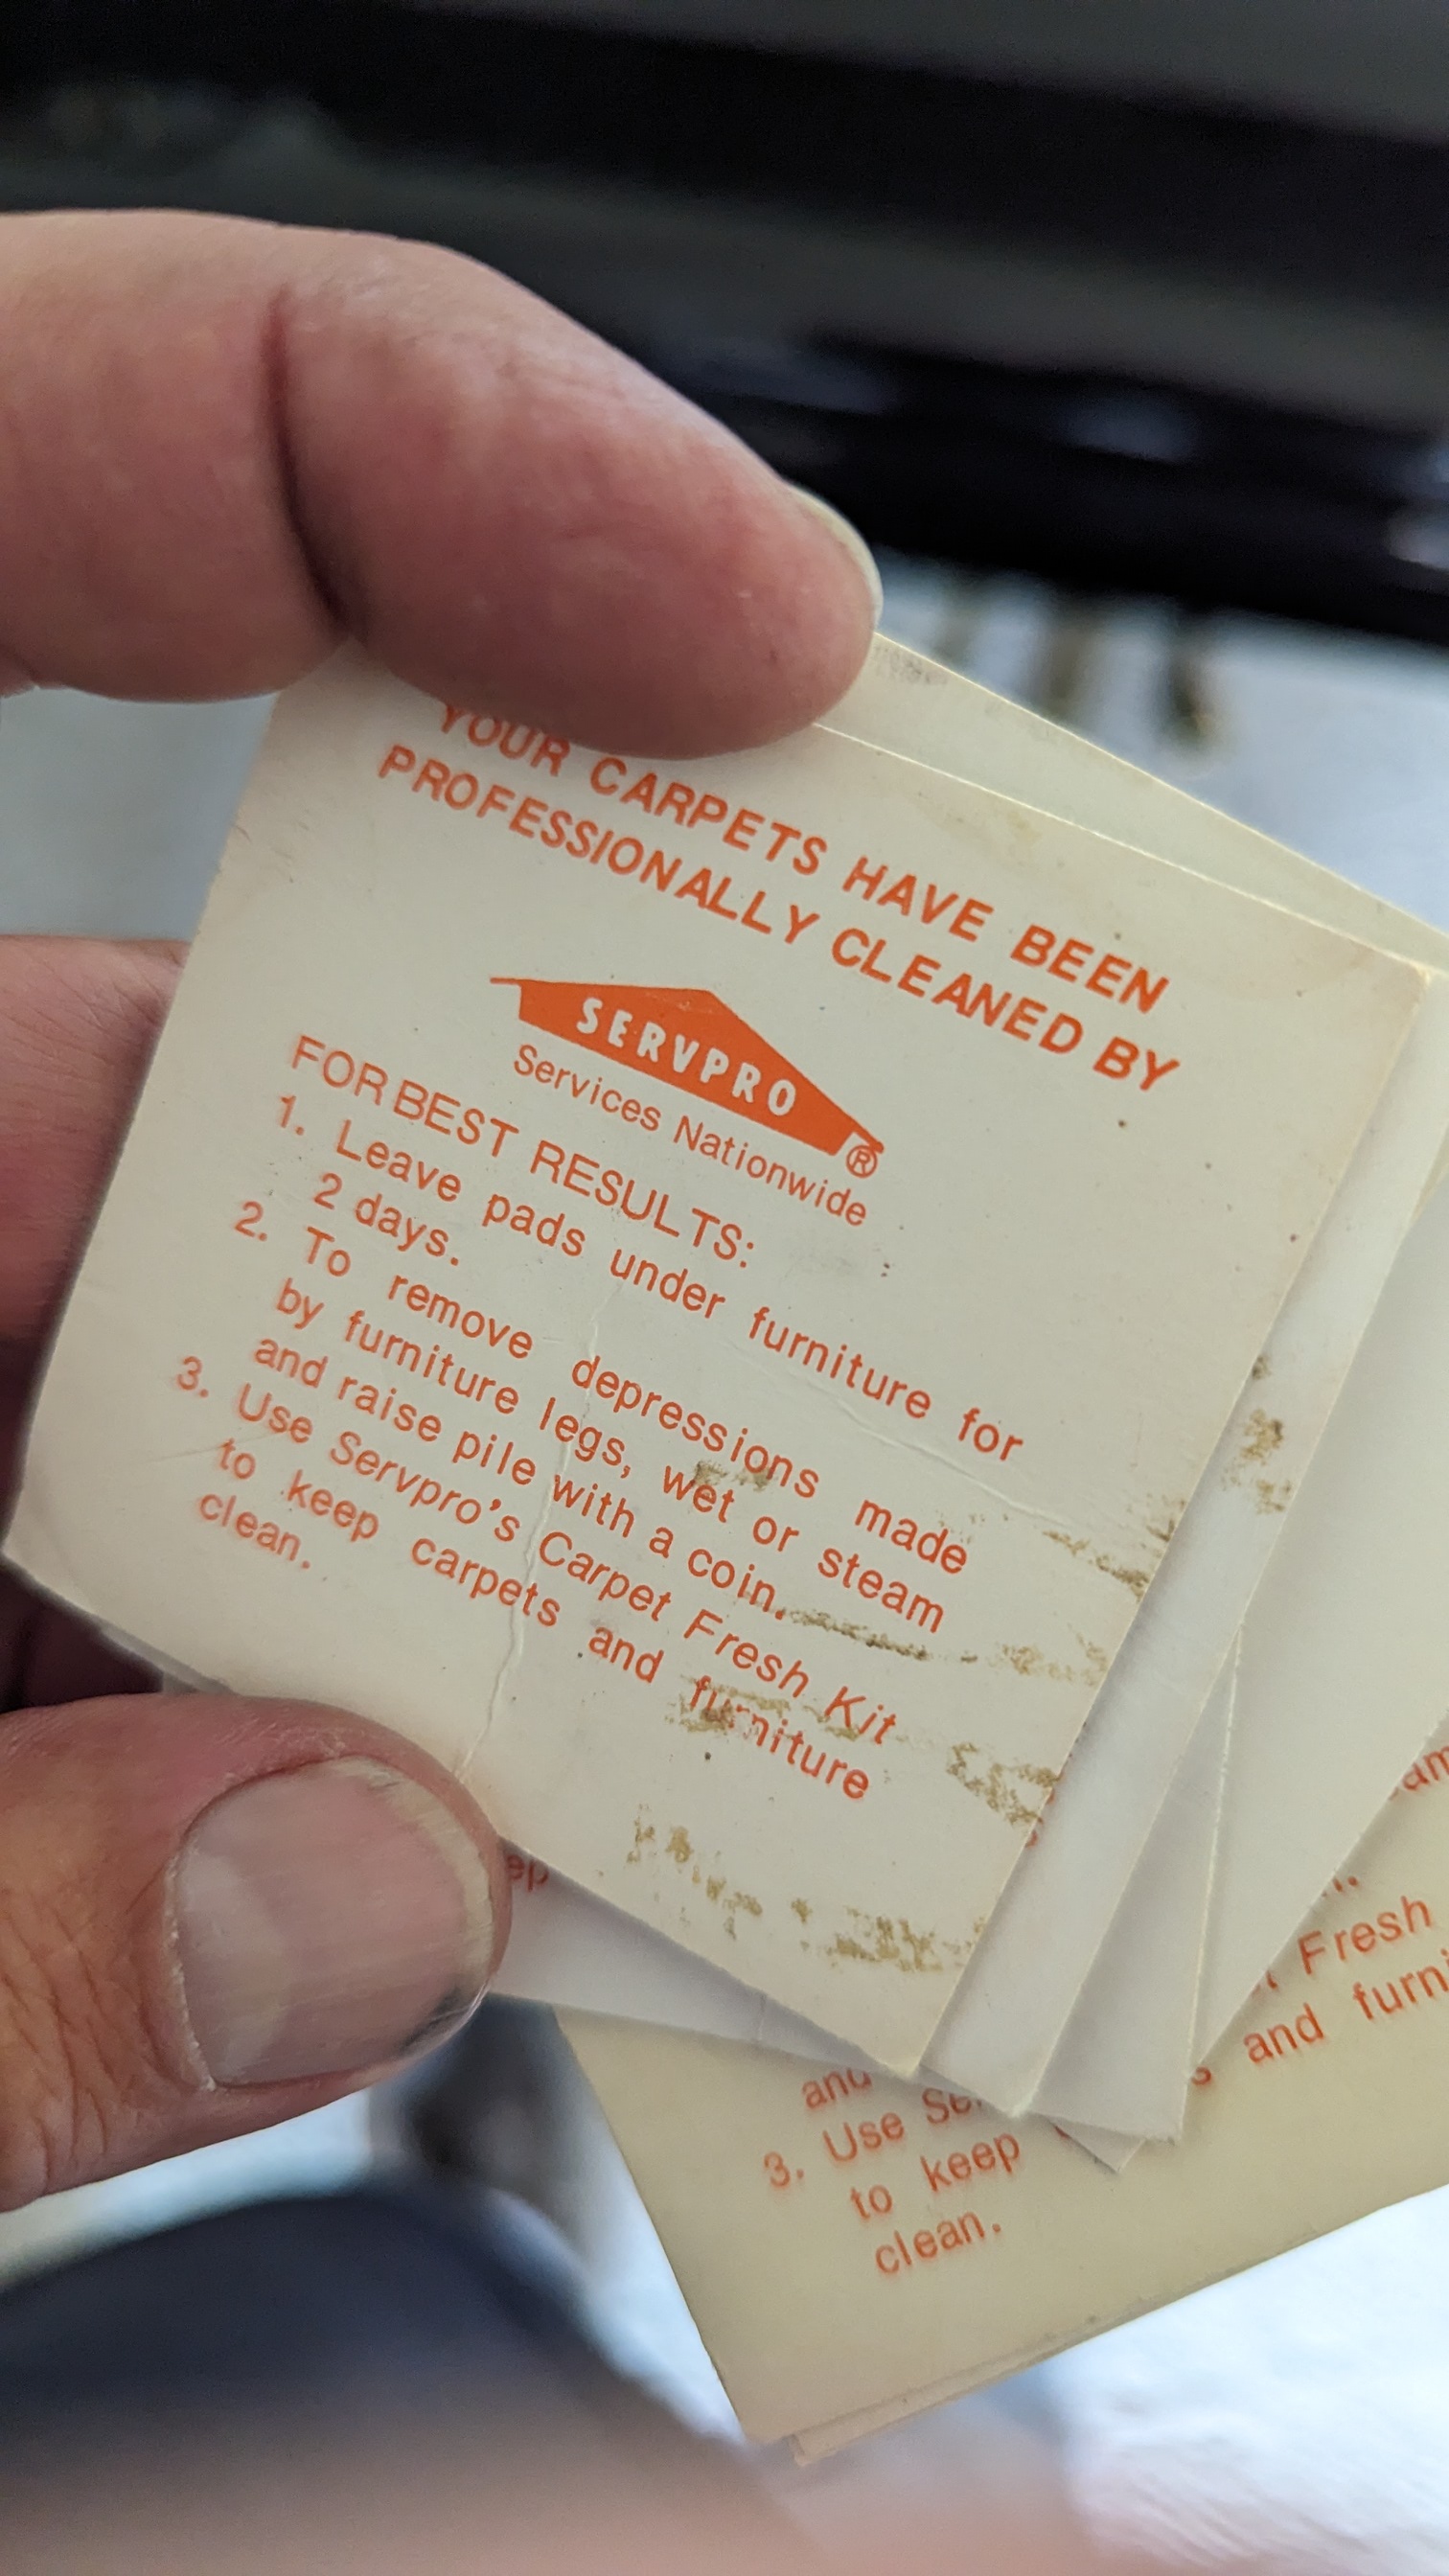 YOUR CARPETS HAVE BEEN
PROFESSIONALLY CLEANED BY
SERVPRO®
Services Nationwide
FOR BEST RESULTS:
1. Leave pads under furniture for
2 days.
2. To remove depressions made
by furniture legs, wet or steam
and raise pile with a coin.
3. Use Servpro's Carpet Fresh Kit
to keep carpets and furniture
clean.
Fresh
and furni
and
3. Use Se
to keep
clean.